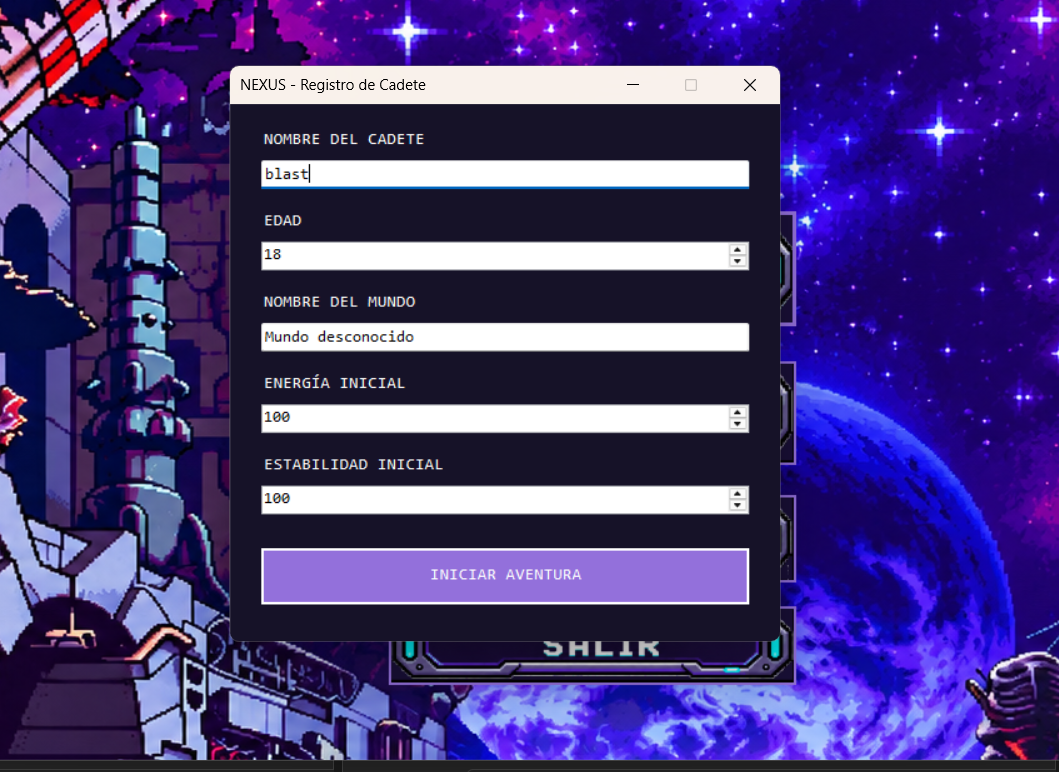 NEXUS - Registro de Cadete
NOMBRE DEL CADETE
blast
EDAD
18
NOMBRE DEL MUNDO
Mundo desconocido
ENERGÍA INICIAL
100
ESTABILIDAD INICIAL
100
INICIAR AVENTURA
SALIR